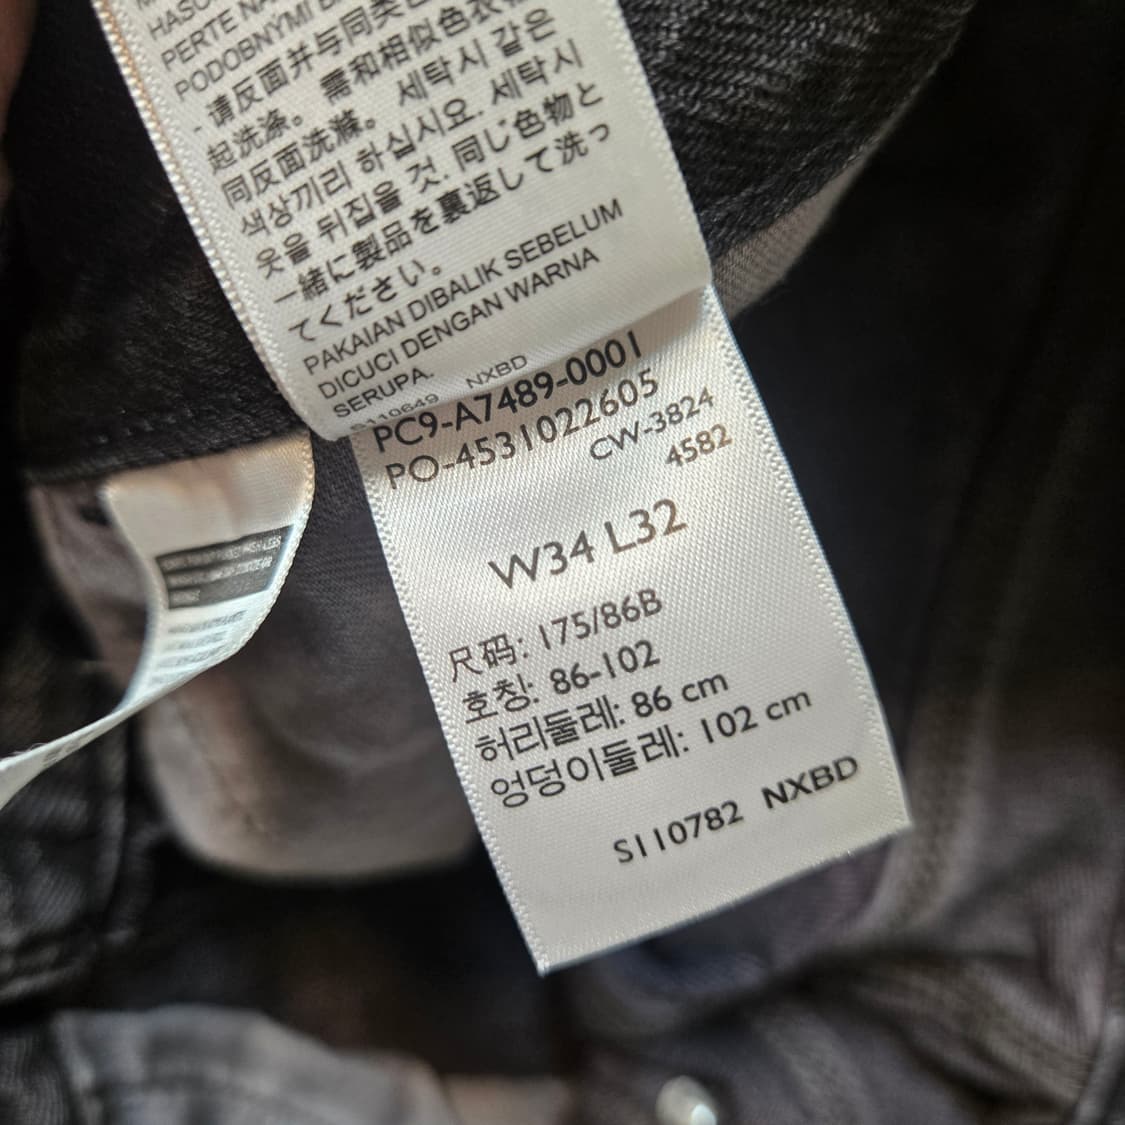 HASO
PERTE NA
PODOBNÝMI B
- 请反面并与同类
起洗涤。 需和相似色衣
同反面洗滌。 세탁시 같은
색상끼리 하십시요. 세탁시
옷을 뒤집을 것. 同じ色物と
一緒に製品を裏返して洗っ
てください。
PAKAIAN DIBALIK SEBELUM
DICUCI DENGAN WARNA
SERUPA.
S110649 NXBD
PC9-A7489-0001
PO-4531022605
CW-3824
4582
W34 L32
尺码: 175/86B
호칭: 86-102
허리둘레: 86 cm
엉덩이둘레: 102 cm
S110782 NXBD